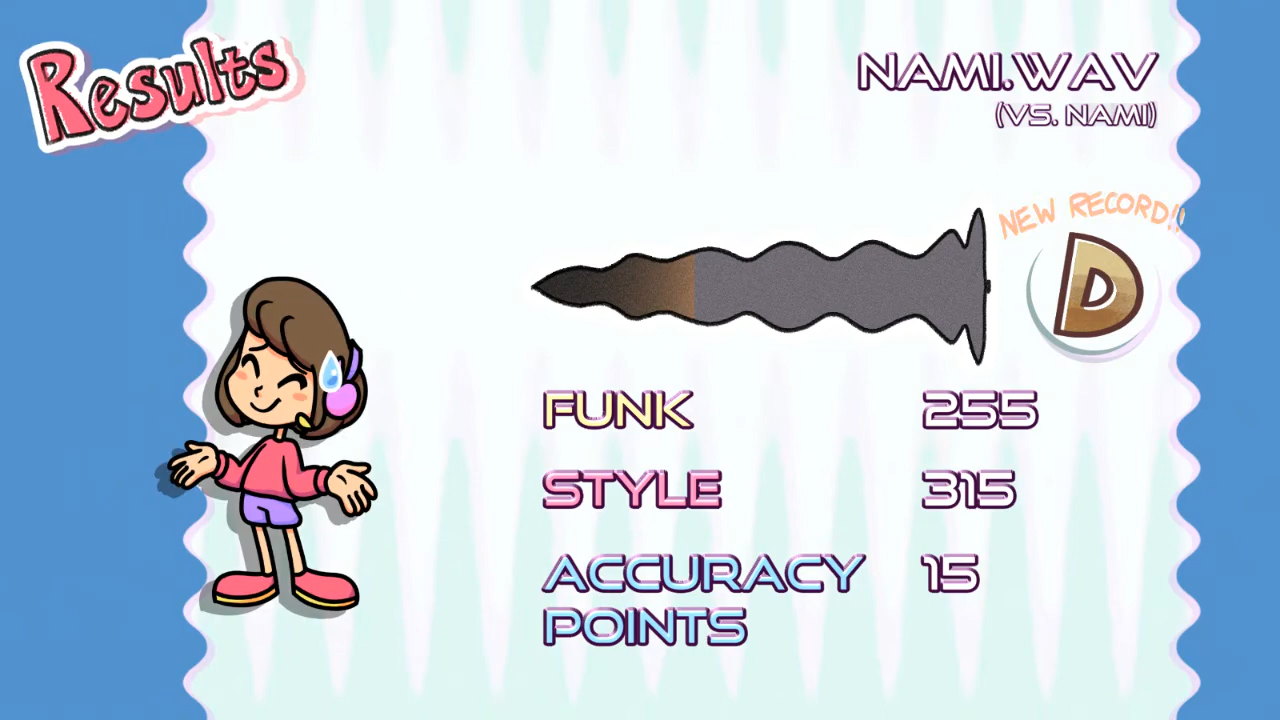 Results
NAMI.WAV
(VS. NAMI)
NEW RECORD!!
D
FUNK 255
STYLE 315
ACCURACY 15
POINTS